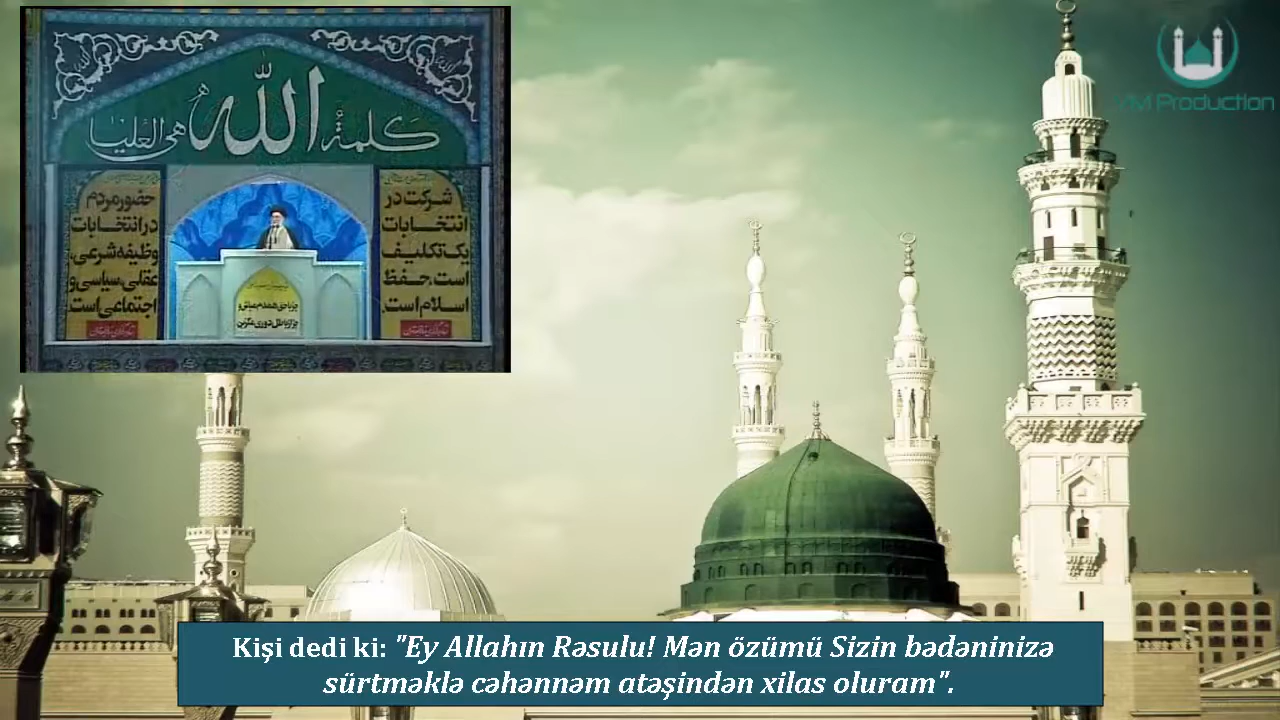 كلمة الله هي العليا
شرکت در
انتخابات
یک تکلیف
است، حفظ
اسلام است.
حضور مردم
در انتخابات
وظیفه شرعی،
عقلی، سیاسی و
اجتماعی است.
MM Production
Kişi dedi ki: "Ey Allahın Rəsulu! Mən özümü Sizin bədəninizə
sürtməklə cəhənnəm atəşindən xilas oluram".